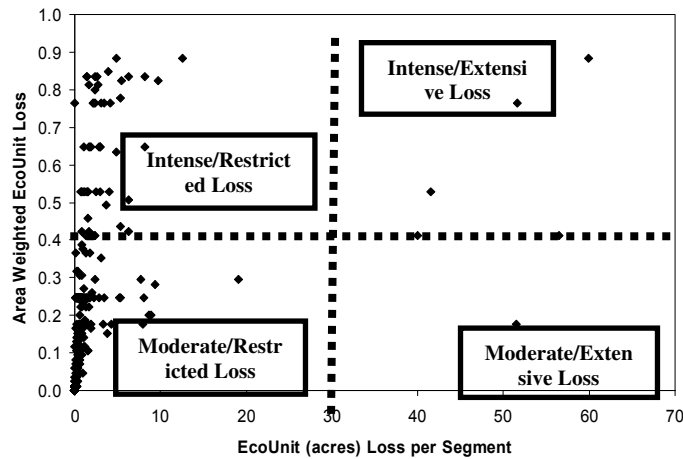 1.0
0.9
0.8
0.7
0.6
0.5
0.4
0.3
0.2
0.1
0.0
Area Weighted EcoUnit Loss
Intense/Extensi
ve Loss
Intense/Restrict
ed Loss
Moderate/Restr
icted Loss
Moderate/Exten
sive Loss
0 10 20 30 40 50 60 70
EcoUnit (acres) Loss per Segment